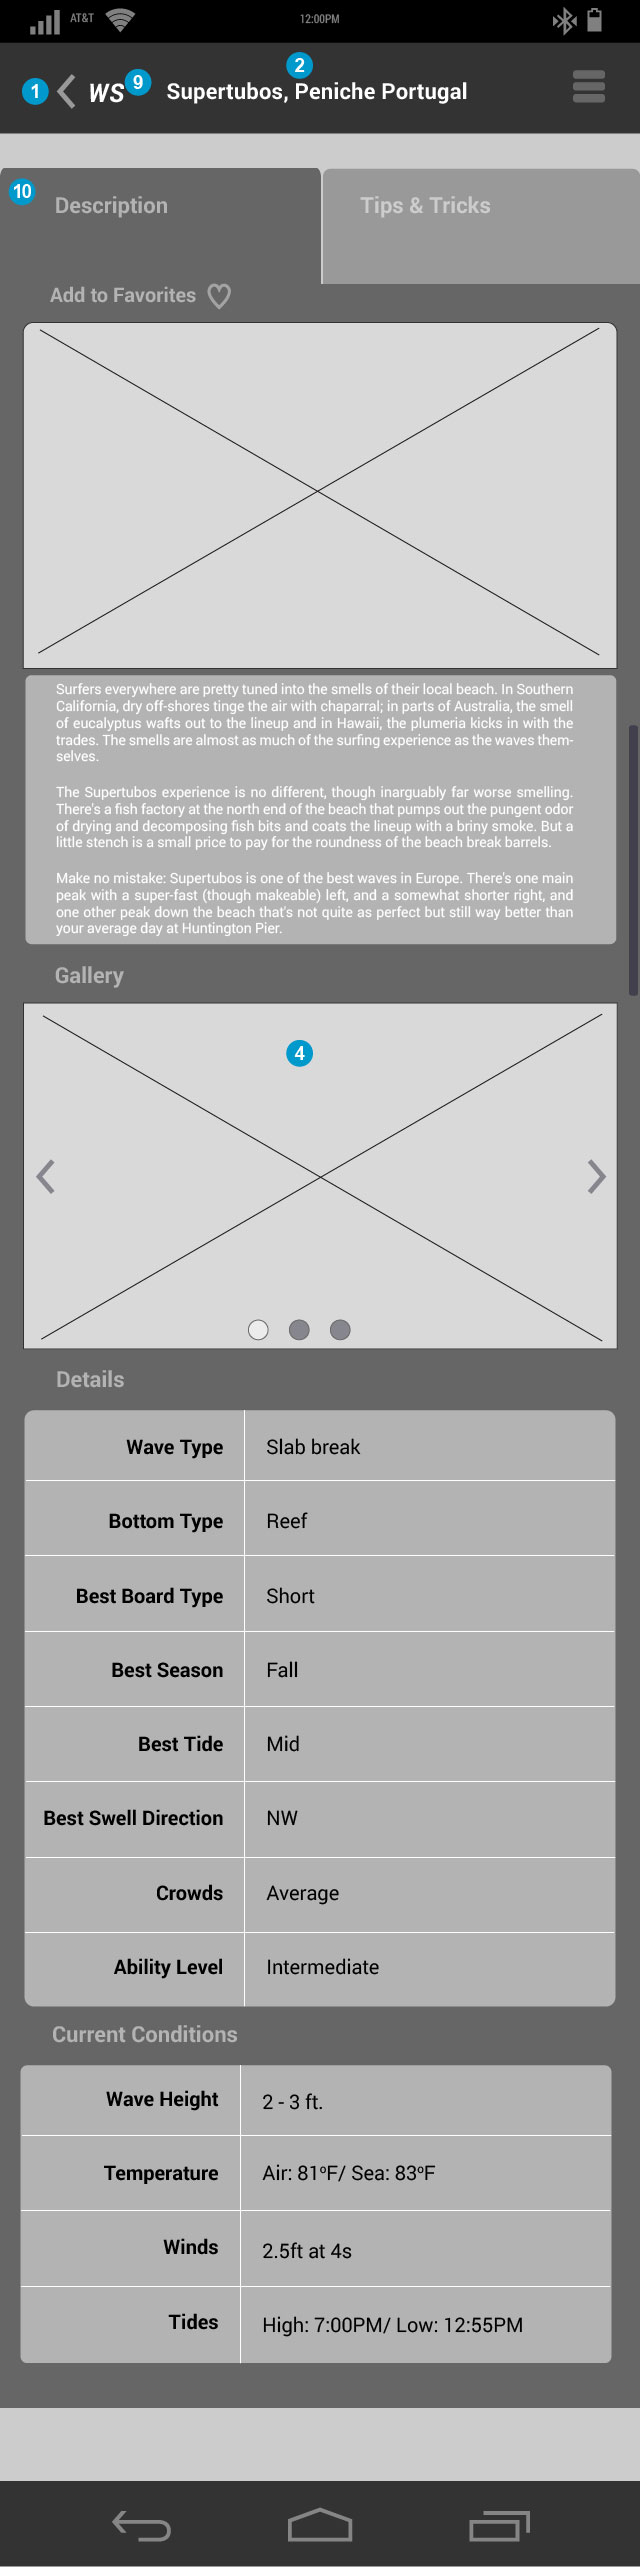 AT&T
12:00PM
2
1
WS
9
Supertubos, Peniche Portugal
10
Description
Tips & Tricks
Add to Favorites
Surfers everywhere are pretty tuned into the smells of their local beach. In Southern
California, dry off-shores tinge the air with chaparral; in parts of Australia, the smell
of eucalyptus wafts out to the lineup and in Hawaii, the plumeria kicks in with the
trades. The smells are almost as much of the surfing experience as the waves them-
selves.
The Supertubos experience is no different, though inarguably far worse smelling.
There's a fish factory at the north end of the beach that pumps out the pungent odor
of drying and decomposing fish bits and coats the lineup with a briny smoke. But a
little stench is a small price to pay for the roundness of the beach break barrels.
Make no mistake: Supertubos is one of the best waves in Europe. There's one main
peak with a super-fast (though makeable) left, and a somewhat shorter right, and
one other peak down the beach that's not quite as perfect but still way better than
your average day at Huntington Pier.
Gallery
4
Details
Wave Type Slab break
Bottom Type Reef
Best Board Type Short
Best Season Fall
Best Tide Mid
Best Swell Direction NW
Crowds Average
Ability Level Intermediate
Current Conditions
Wave Height 2 - 3 ft.
Temperature Air: 81ºF/ Sea: 83ºF
Winds 2.5ft at 4s
Tides High: 7:00PM/ Low: 12:55PM